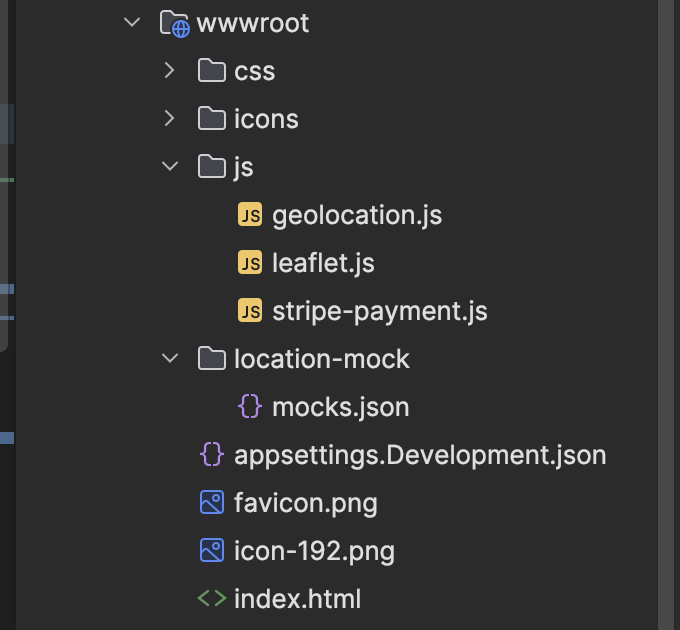 wwwroot
css
icons
js
JS geolocation.js
JS leaflet.js
JS stripe-payment.js
location-mock
{} mocks.json
{} appsettings.Development.json
favicon.png
icon-192.png
<> index.html